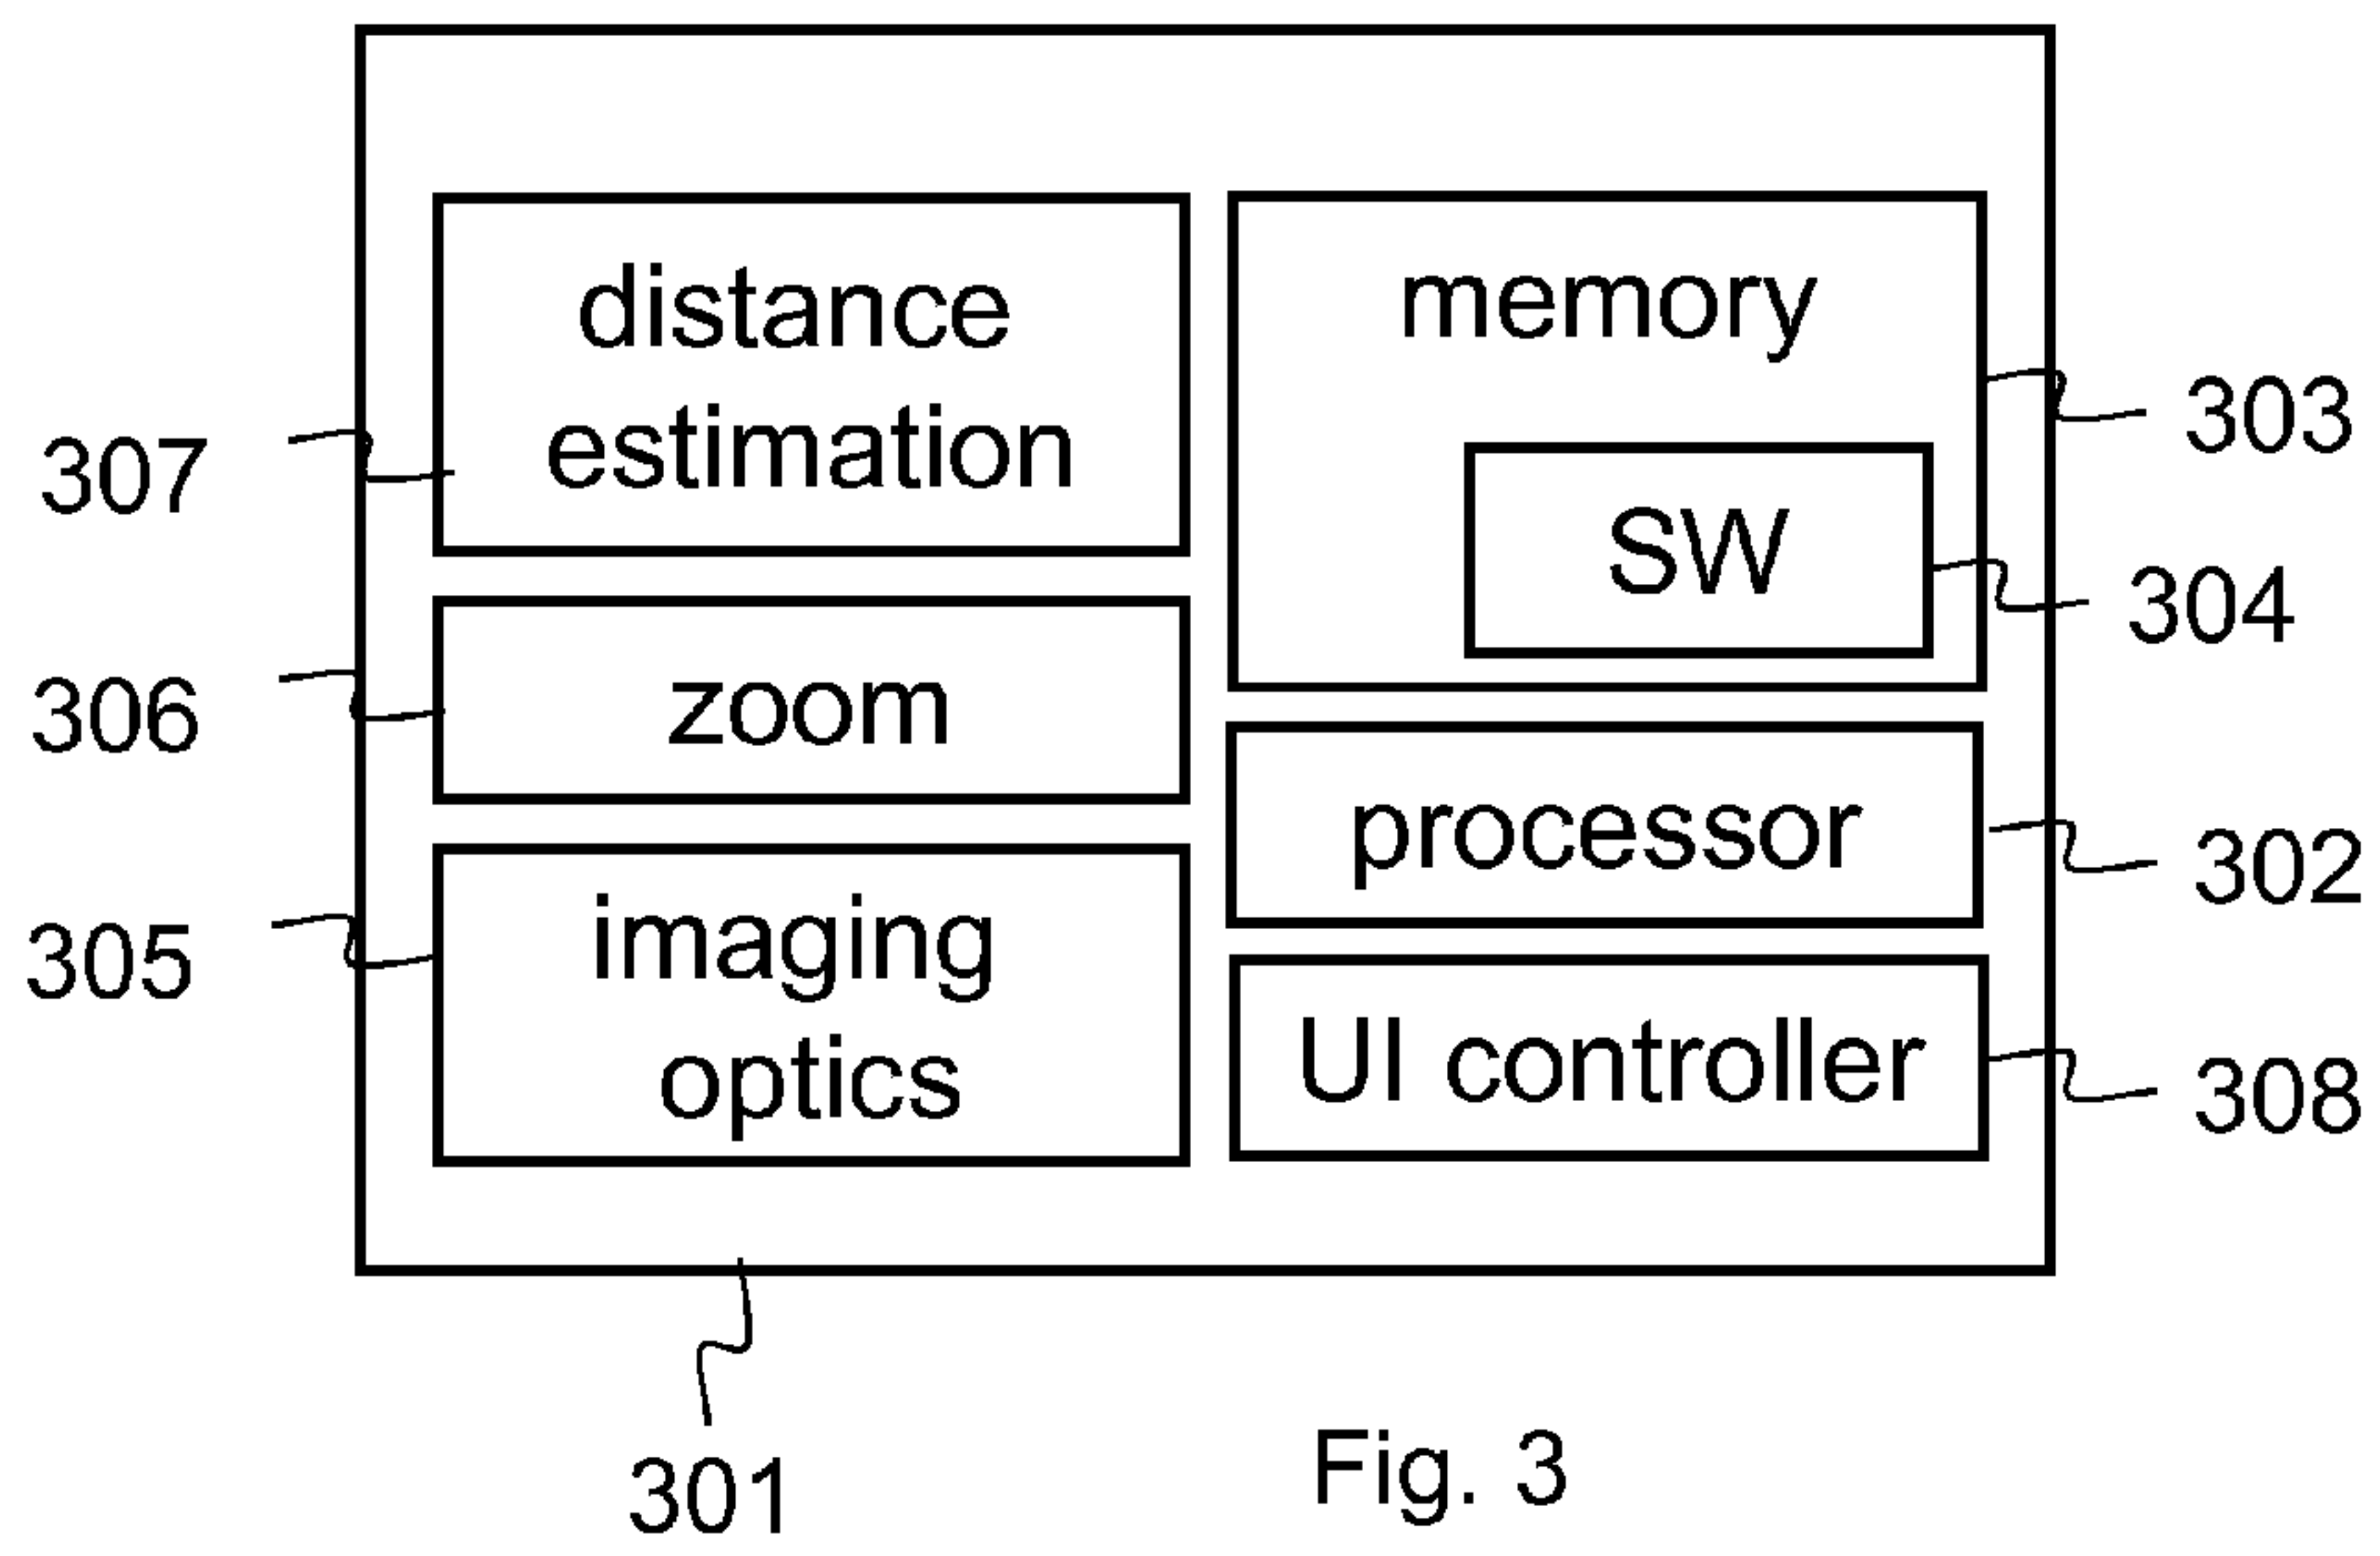 distance
estimation
307
zoom
306
imaging
optics
305
memory
303
SW
304
processor
302
UI controller
308
301
Fig. 3